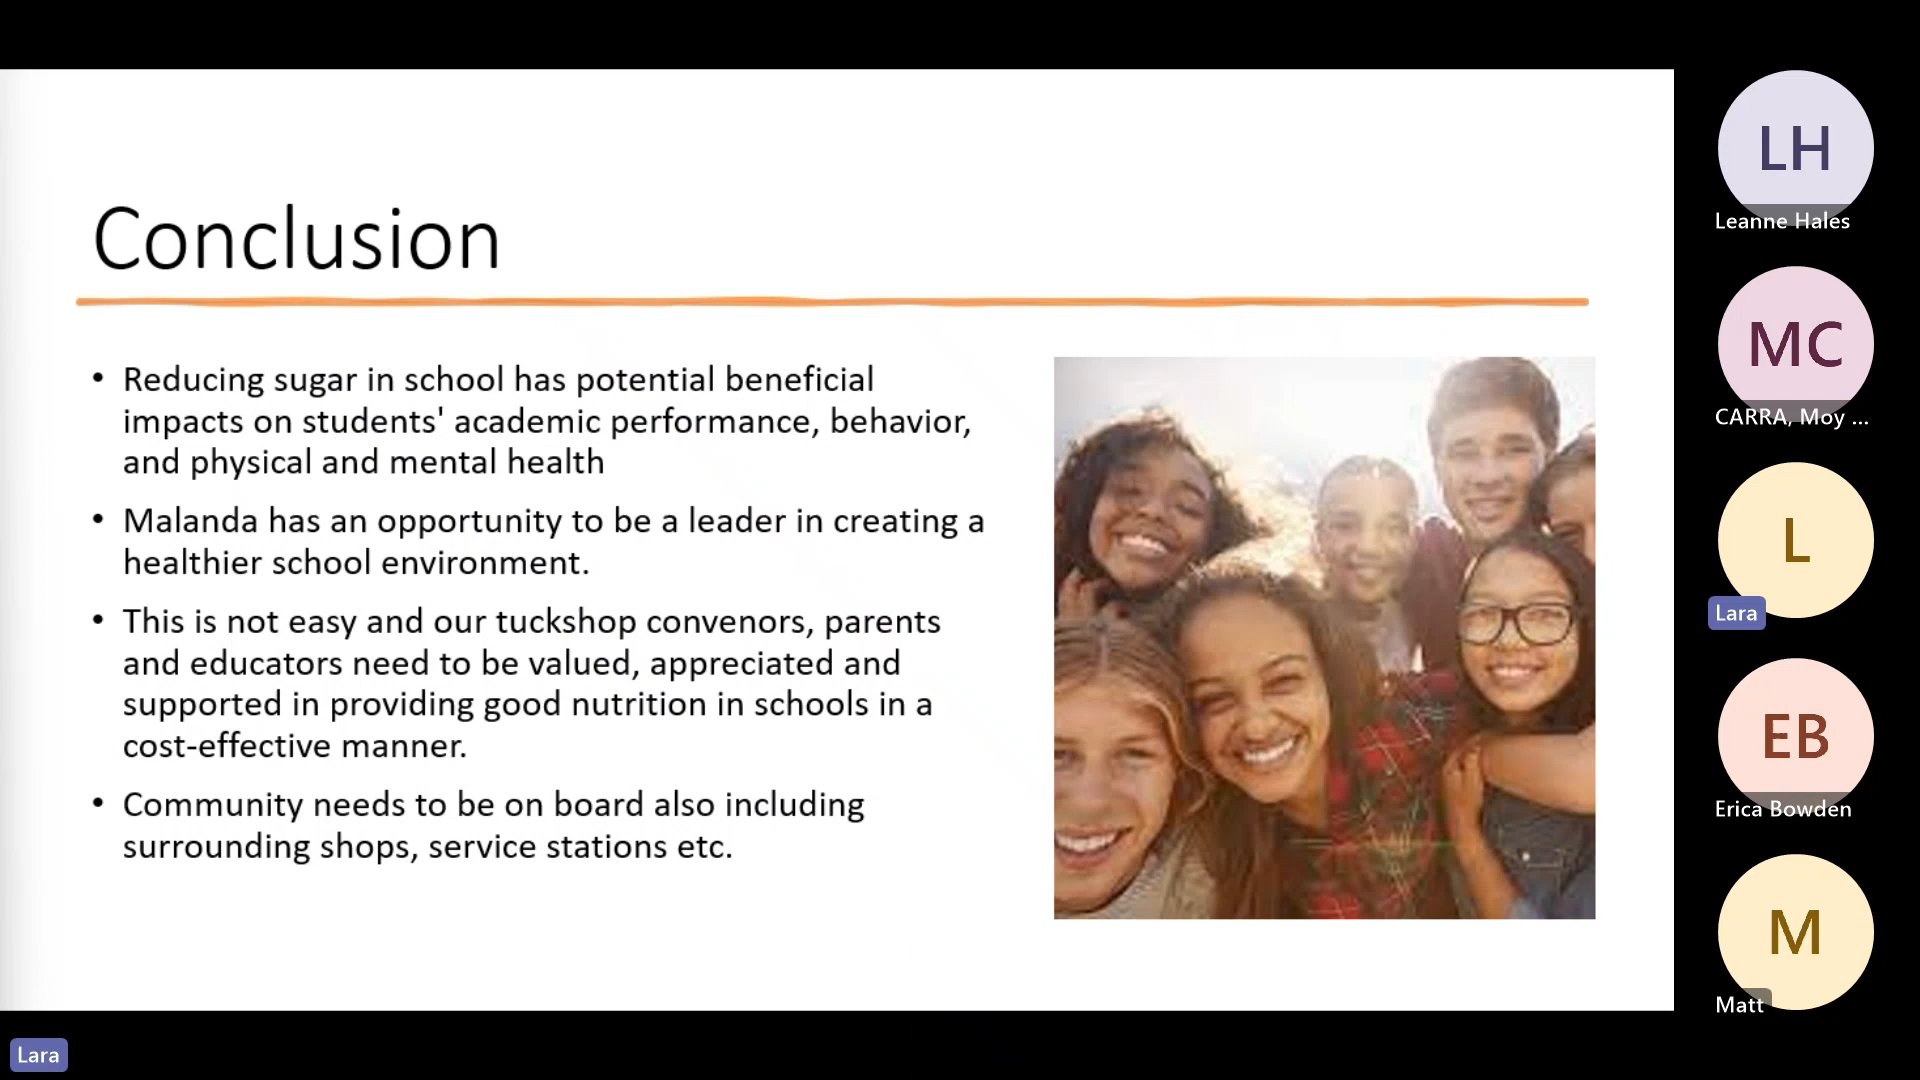 Conclusion
• Reducing sugar in school has potential beneficial
impacts on students' academic performance, behavior,
and physical and mental health
• Malanda has an opportunity to be a leader in creating a
healthier school environment.
• This is not easy and our tuckshop convenors, parents
and educators need to be valued, appreciated and
supported in providing good nutrition in schools in a
cost-effective manner.
• Community needs to be on board also including
surrounding shops, service stations etc.
LH
Leanne Hales
MC
CARRA, Moy ...
L
Lara
EB
Erica Bowden
M
Matt
Lara